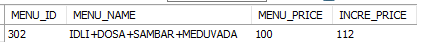 MENU_ID MENU_NAME MENU_PRICE INCRE_PRICE
302 IDLI+DOSA+SAMBAR+MEDUVADA 100 112